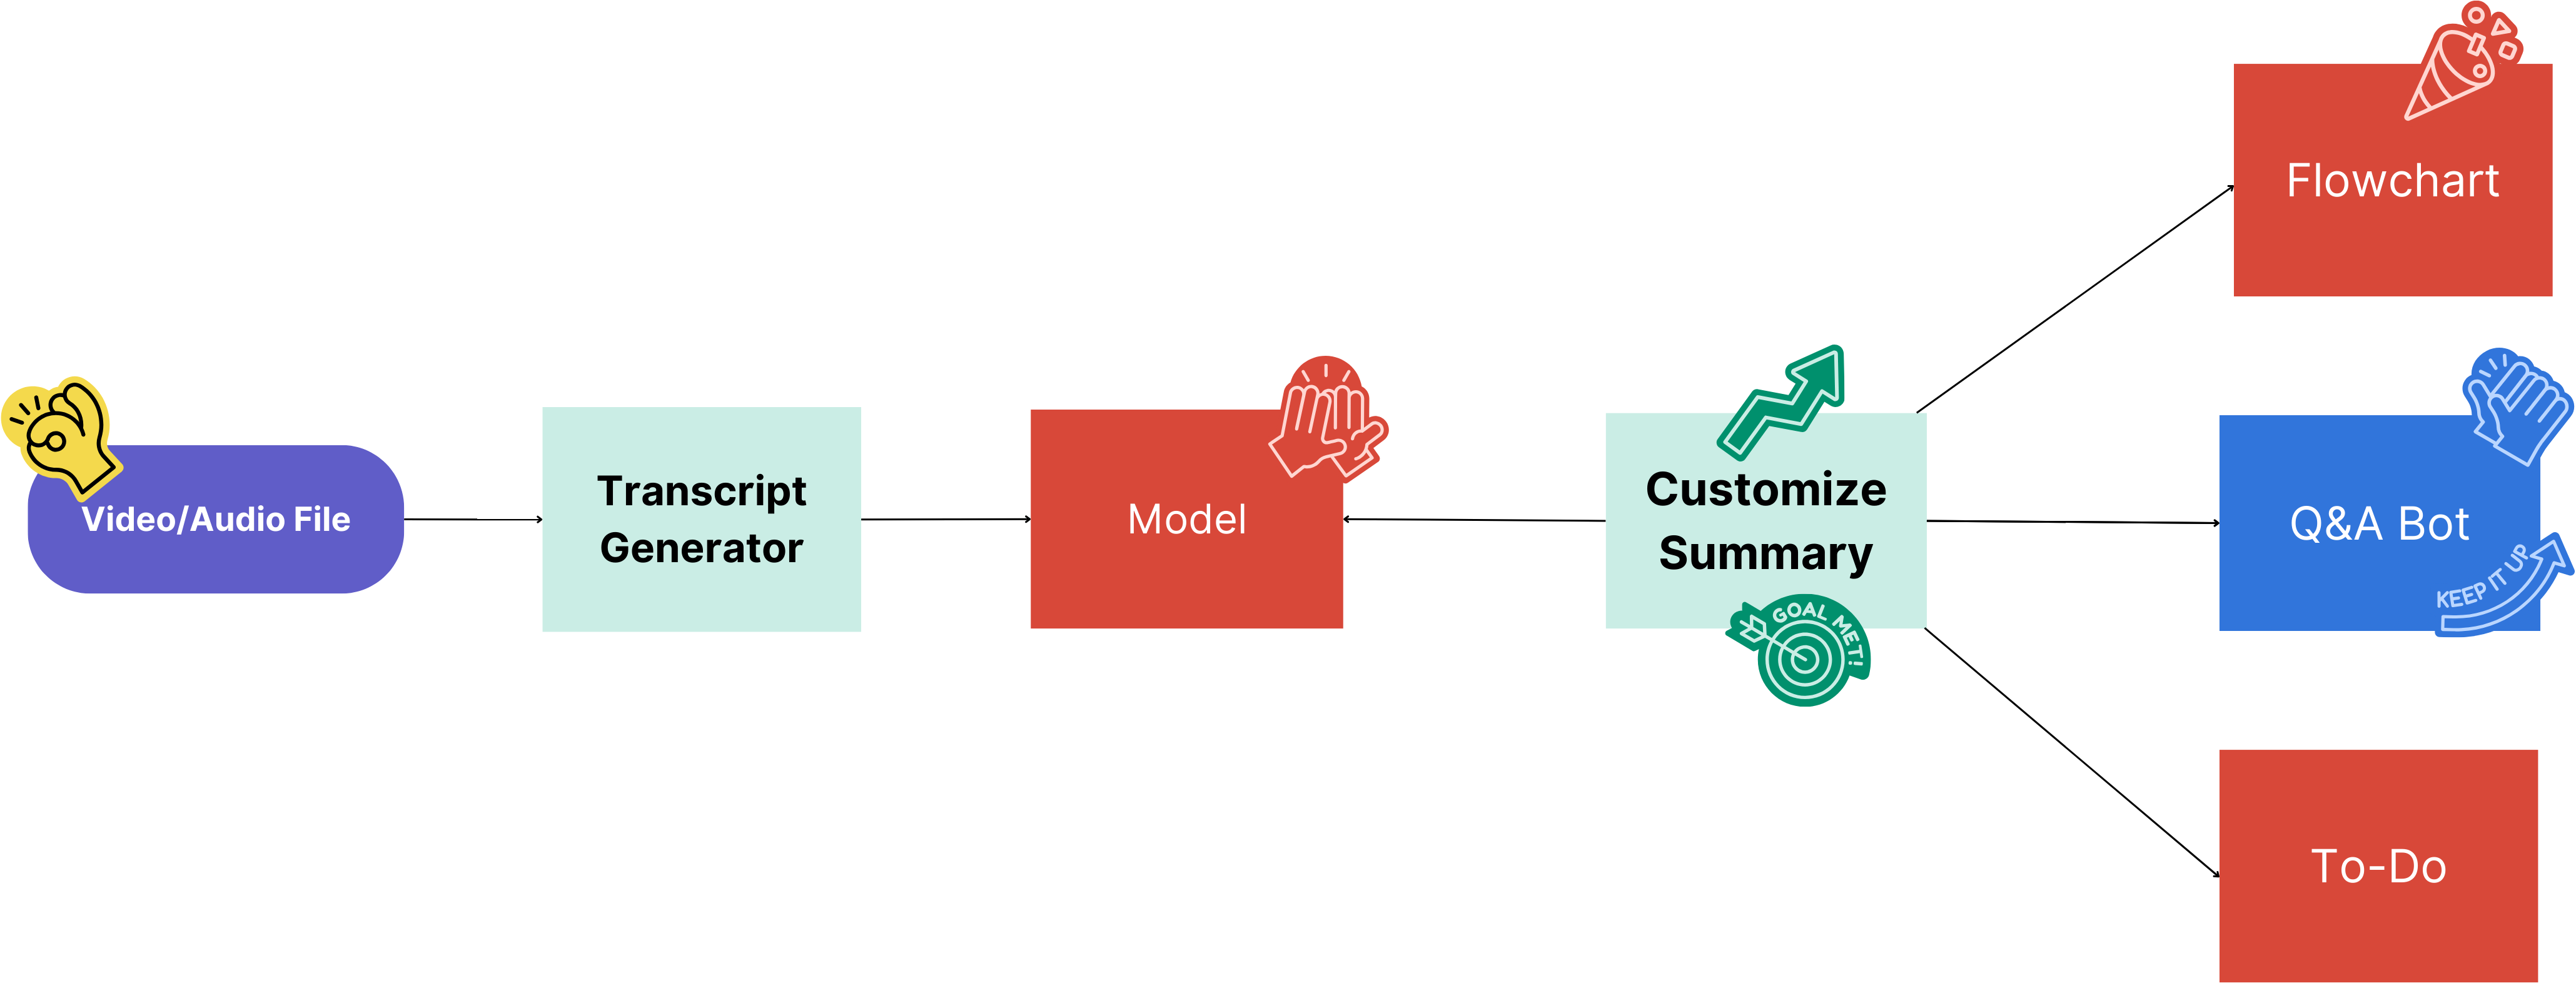 Video/Audio File
Transcript
Generator
Model
Customize
Summary
GOAL MET!
Flowchart
Q&A Bot
KEEP IT UP
To-Do